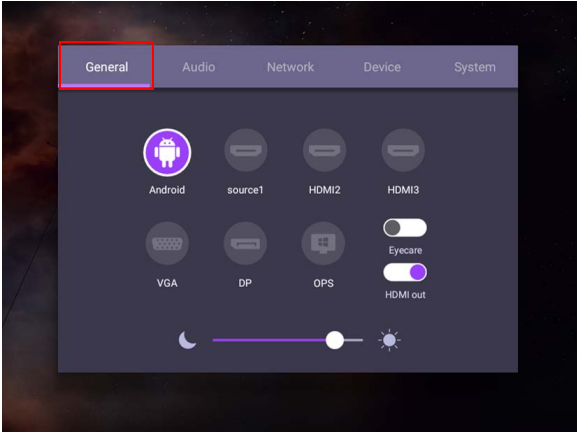 General Audio Network Device System
Android source1 HDMI2 HDMI3
Eyecare
VGA DP OPS
HDMI out